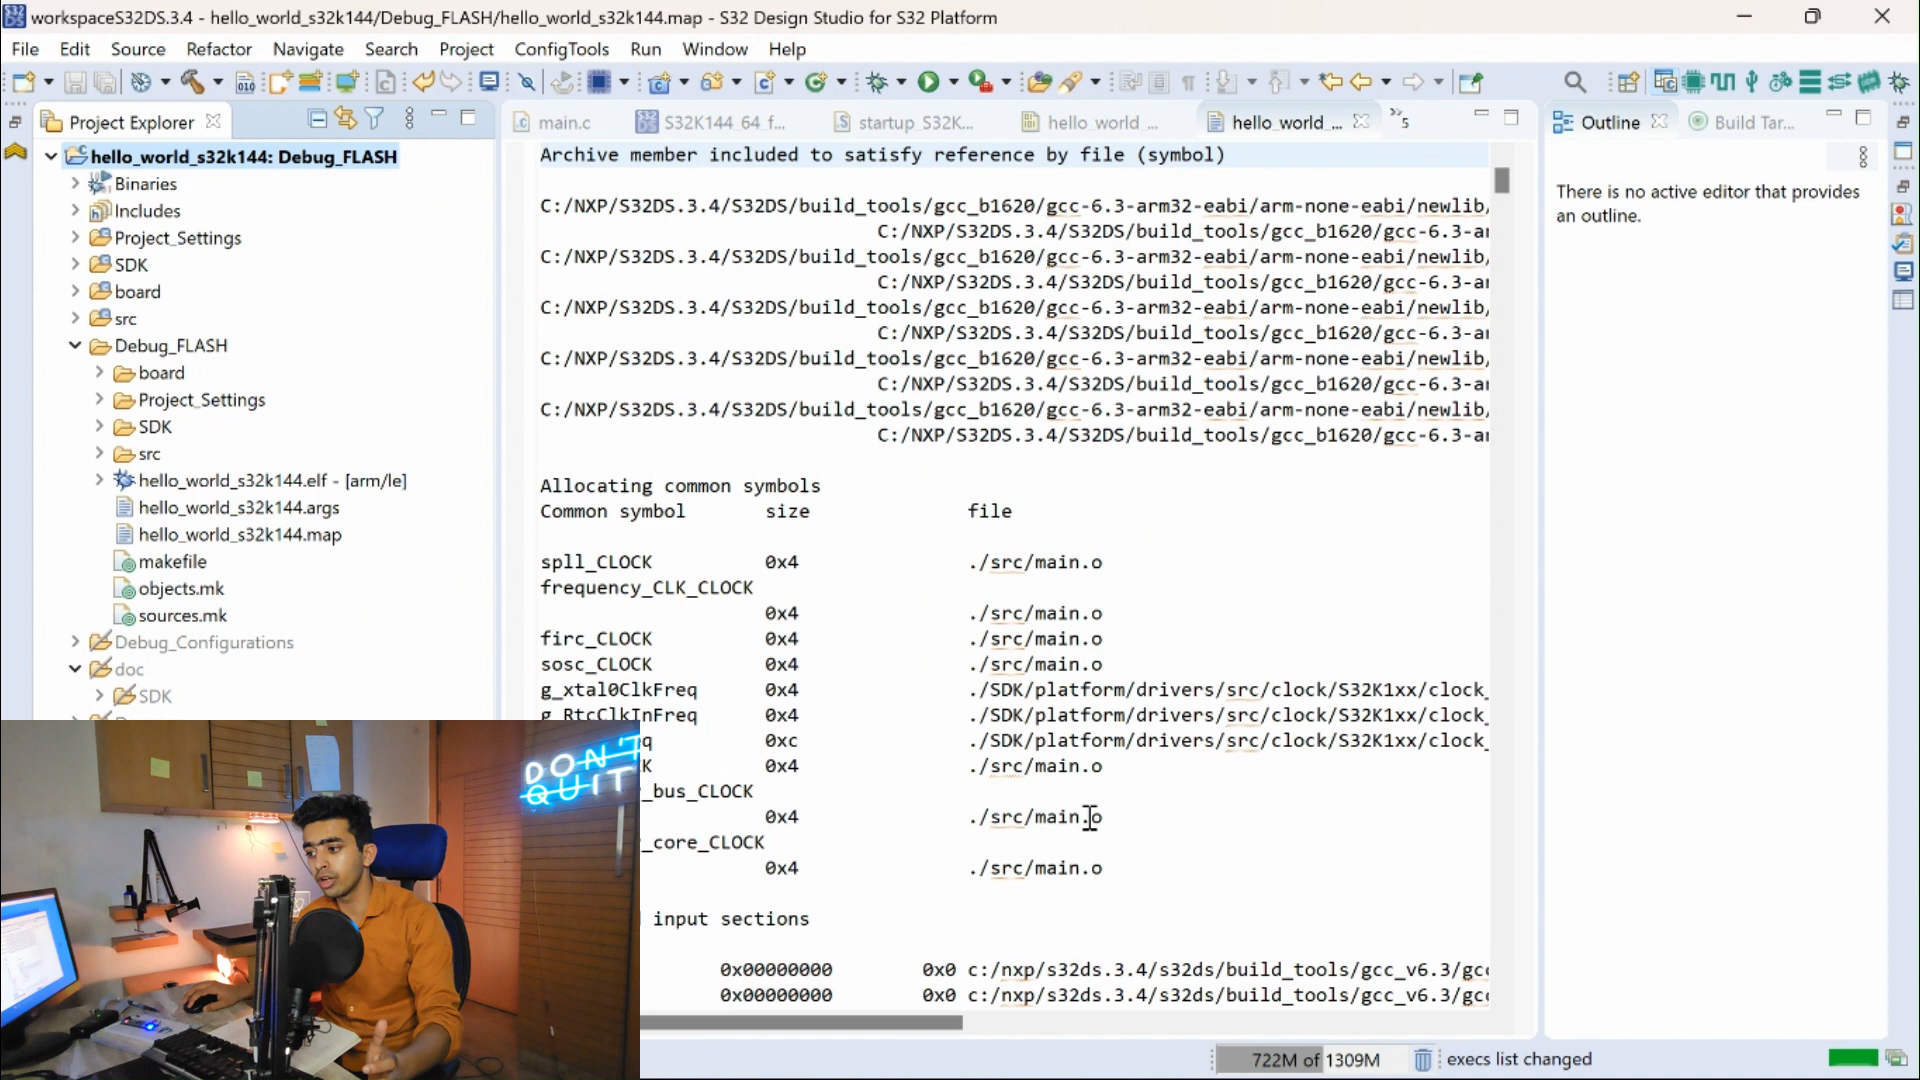 workspaceS32DS.3.4 - hello_world_s32k144/Debug_FLASH/hello_world_s32k144.map - S32 Design Studio for S32 Platform
File Edit Source Refactor Navigate Search Project ConfigTools Run Window Help
Project Explorer
main.c S32K144_64_f... startup_S32K... hello_world ... hello_world_... 5
Outline Build Tar...
hello_world_s32k144: Debug_FLASH
Binaries
Includes
Project_Settings
SDK
board
src
Debug_FLASH
board
Project_Settings
SDK
src
hello_world_s32k144.elf - [arm/le]
hello_world_s32k144.args
hello_world_s32k144.map
makefile
objects.mk
sources.mk
Debug_Configurations
doc
SDK
Archive member included to satisfy reference by file (symbol)
C:/NXP/S32DS.3.4/S32DS/build_tools/gcc_b1620/gcc-6.3-arm32-eabi/arm-none-eabi/newlib/
C:/NXP/S32DS.3.4/S32DS/build_tools/gcc_b1620/gcc-6.3-ar
C:/NXP/S32DS.3.4/S32DS/build_tools/gcc_b1620/gcc-6.3-arm32-eabi/arm-none-eabi/newlib/
C:/NXP/S32DS.3.4/S32DS/build_tools/gcc_b1620/gcc-6.3-ar
C:/NXP/S32DS.3.4/S32DS/build_tools/gcc_b1620/gcc-6.3-arm32-eabi/arm-none-eabi/newlib/
C:/NXP/S32DS.3.4/S32DS/build_tools/gcc_b1620/gcc-6.3-ar
C:/NXP/S32DS.3.4/S32DS/build_tools/gcc_b1620/gcc-6.3-arm32-eabi/arm-none-eabi/newlib/
C:/NXP/S32DS.3.4/S32DS/build_tools/gcc_b1620/gcc-6.3-ar
C:/NXP/S32DS.3.4/S32DS/build_tools/gcc_b1620/gcc-6.3-arm32-eabi/arm-none-eabi/newlib/
C:/NXP/S32DS.3.4/S32DS/build_tools/gcc_b1620/gcc-6.3-ar
Allocating common symbols
Common symbol size file
spll_CLOCK 0x4 ./src/main.o
frequency_CLK_CLOCK
0x4 ./src/main.o
firc_CLOCK 0x4 ./src/main.o
sosc_CLOCK 0x4 ./src/main.o
g_xtal0ClkFreq 0x4 ./SDK/platform/drivers/src/clock/S32K1xx/clock_
g_RtcClkInFreq 0x4 ./SDK/platform/drivers/src/clock/S32K1xx/clock_
q 0xc ./SDK/platform/drivers/src/clock/S32K1xx/clock_
K 0x4 ./src/main.o
_bus_CLOCK
0x4 ./src/main.o
_core_CLOCK
0x4 ./src/main.o
input sections
0x00000000 0x0 c:/nxp/s32ds.3.4/s32ds/build_tools/gcc_v6.3/gcc
0x00000000 0x0 c:/nxp/s32ds.3.4/s32ds/build_tools/gcc_v6.3/gcc
There is no active editor that provides
an outline.
DON'T
QUIT
722M of 1309M execs list changed